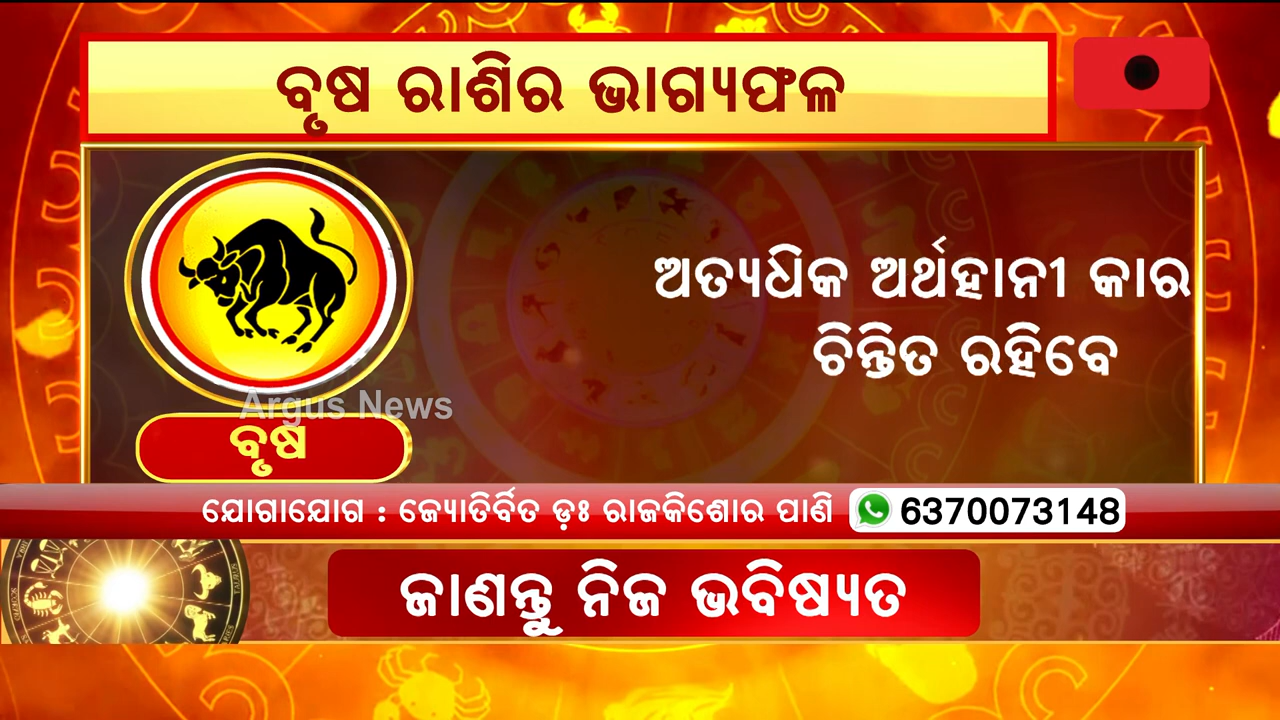 ବୃଷ ରାଶିର ଭାଗ୍ୟଫଳ
ଅତ୍ୟଧିକ ଅର୍ଥହାନୀ କାର
ଚିନ୍ତିତ ରହିବେ
Argus News
ବୃଷ
ଯୋଗାଯୋଗ : ଜ୍ୟୋତିର୍ବିତ ଡ଼ଃ ରାଜକିଶୋର ପାଣି 6370073148
ଜାଣନ୍ତୁ ନିଜ ଭବିଷ୍ୟତ